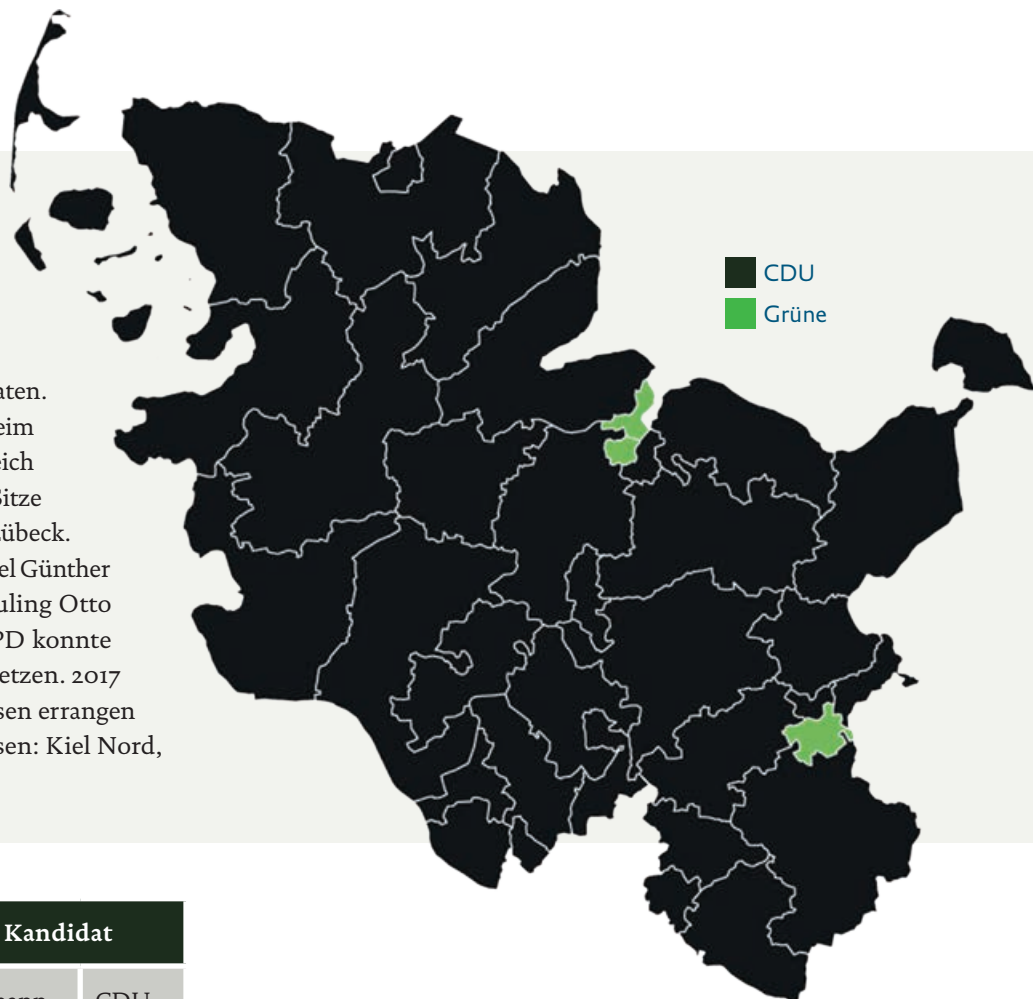 CDU
Grüne
aten.
eim
eich
Sitze
übeck.
el Günther
uling Otto
PD konnte
etzen. 2017
sen errangen
sen: Kiel Nord,
Kandidat
CDU